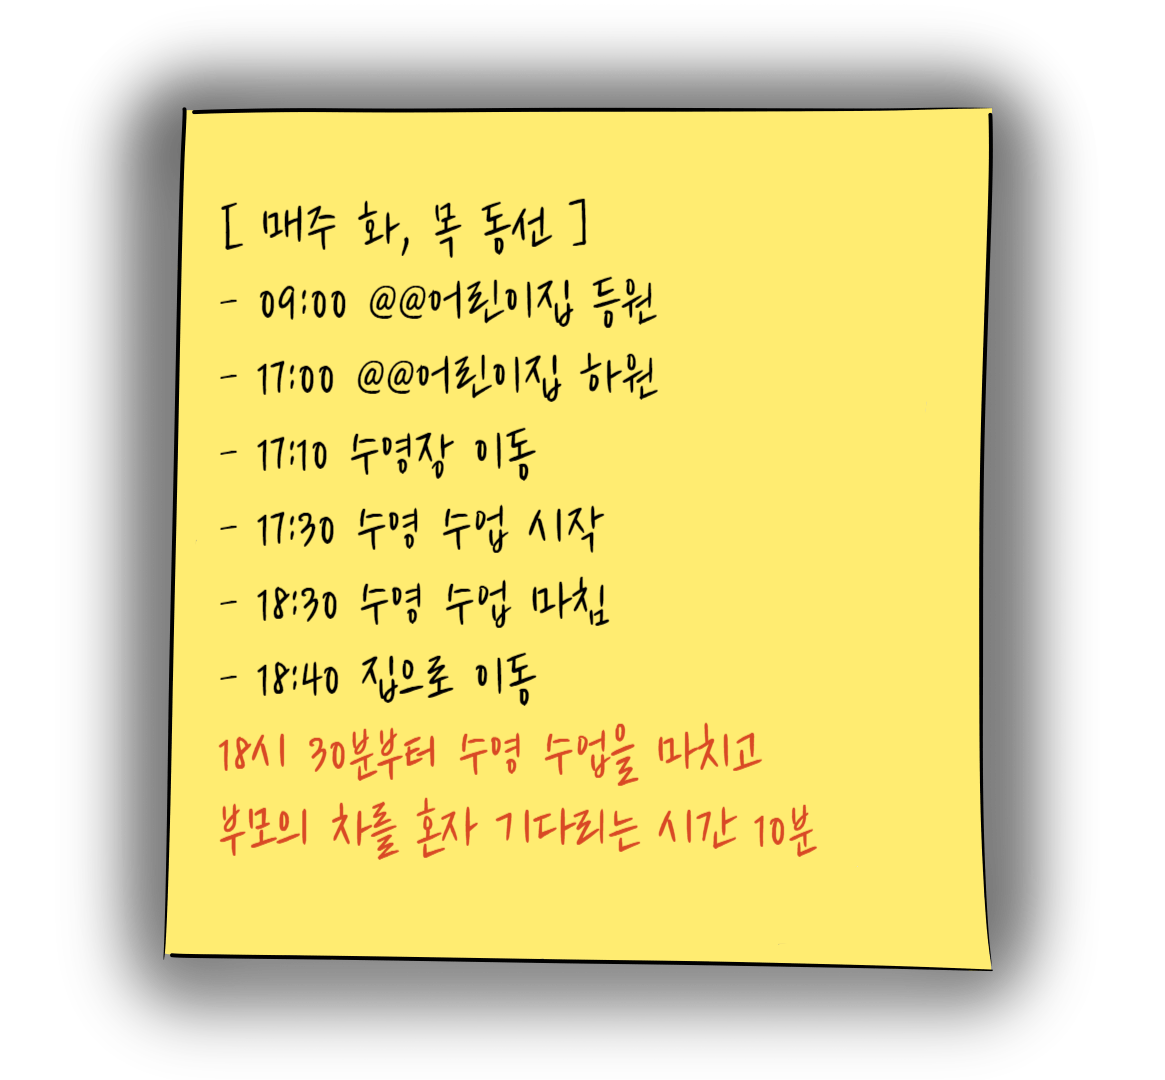 [ 매주 화, 목 동선 ]
- 09:00 @@어린이집 등원
- 17:00 @@어린이집 하원
- 17:10 수영장 이동
- 17:30 수영 수업 시작
- 18:30 수영 수업 마침
- 18:40 집으로 이동
18시 30분부터 수영 수업을 마치고
부모의 차를 혼자 기다리는 시간 10분